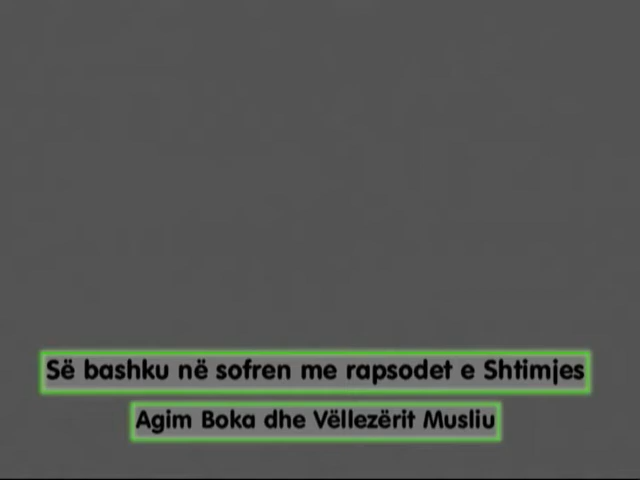 Së bashku në sofren me rapsodet e Shtimjes
Agim Boka dhe Vëllezërit Musliu